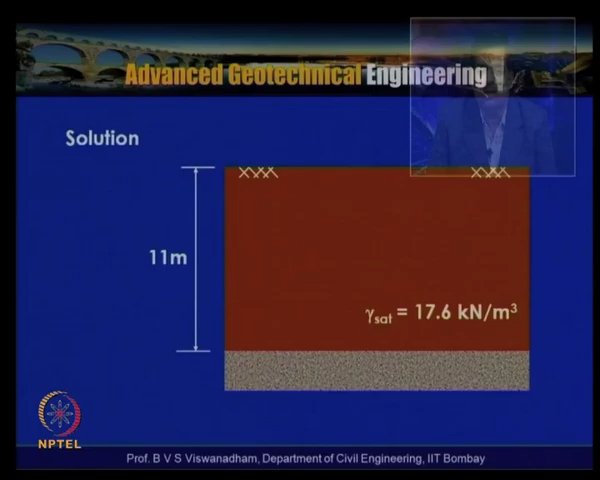 Advanced Geotechnical Engineering
Solution
11m
γsat = 17.6 kN/m³
NPTEL
Prof. B V S Viswanadham, Department of Civil Engineering, IIT Bombay